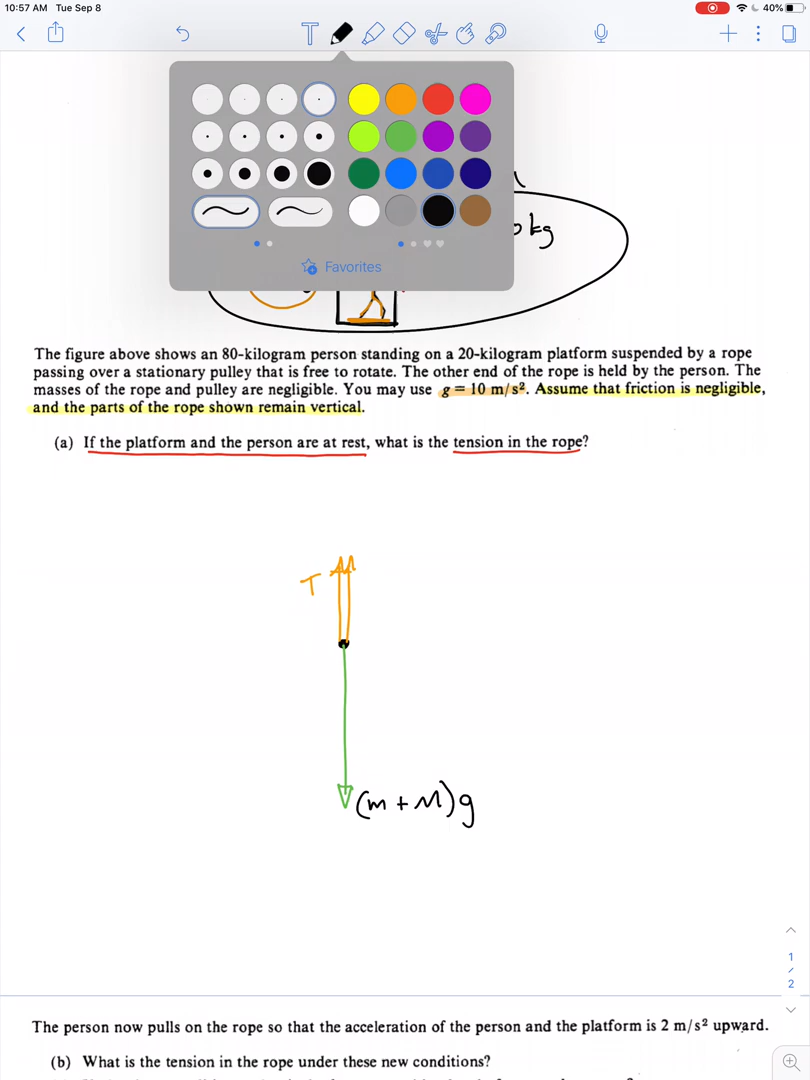 10:57 AM Tue Sep 8
40%
T
Favorites
kg
The figure above shows an 80-kilogram person standing on a 20-kilogram platform suspended by a rope
passing over a stationary pulley that is free to rotate. The other end of the rope is held by the person. The
masses of the rope and pulley are negligible. You may use g = 10 m/s². Assume that friction is negligible,
and the parts of the rope shown remain vertical.
(a) If the platform and the person are at rest, what is the tension in the rope?
T
(m + M)g
1
/
2
The person now pulls on the rope so that the acceleration of the person and the platform is 2 m/s² upward.
(b) What is the tension in the rope under these new conditions?